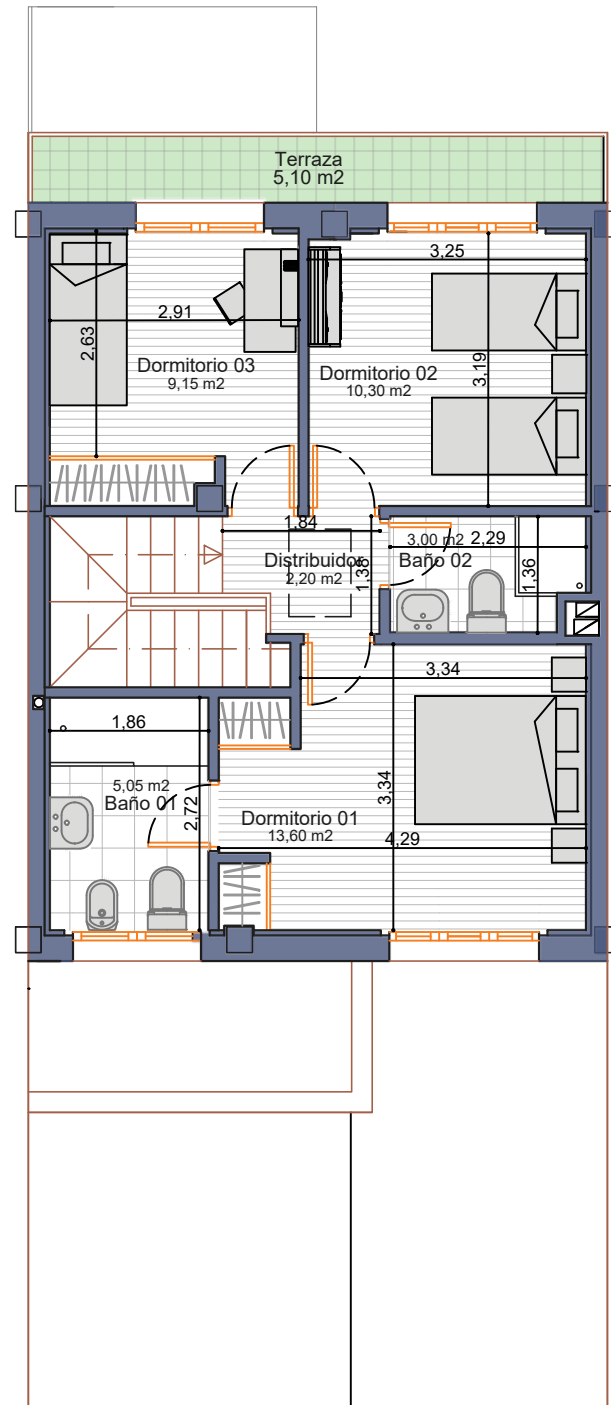 Terraza
5,10 m2
3,25
2,91
2,63
Dormitorio 03
9,15 m2
Dormitorio 02
10,30 m2
3,19
1,84
3,00 m2
2,29
Distribuidor
2,20 m2
Baño 02
1,38
1,36
3,34
1,86
5,05 m2
Baño 01
2,72
3,34
Dormitorio 01
13,60 m2
4,29